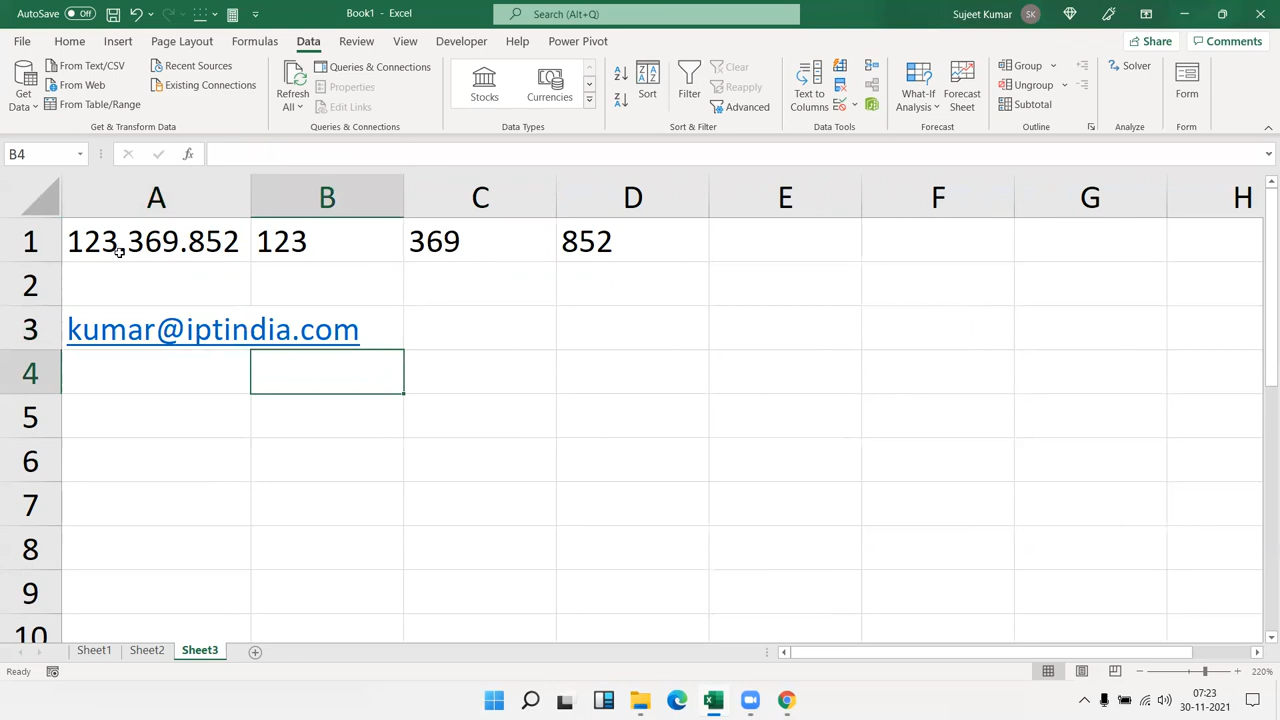 AutoSave Off Book1 - Excel Search (Alt+Q) Sujeet Kumar SK
File Home Insert Page Layout Formulas Data Review View Developer Help Power Pivot Share Comments
Get Data
From Text/CSV
From Web
From Table/Range
Recent Sources
Existing Connections
Get & Transform Data
Refresh All
Queries & Connections
Properties
Edit Links
Queries & Connections
Stocks
Currencies
Data Types
Sort
Filter
Clear
Reapply
Advanced
Sort & Filter
Text to Columns
Data Tools
What-If Analysis
Forecast Sheet
Forecast
Group
Ungroup
Subtotal
Outline
Solver
Analyze
Form
Form
B4 fx
A B C D E F G H
1 123.369.852 123 369 852
2
3 kumar@iptindia.com
4
5
6
7
8
9
10
Sheet1 Sheet2 Sheet3
Ready 220%
07:23
30-11-2021